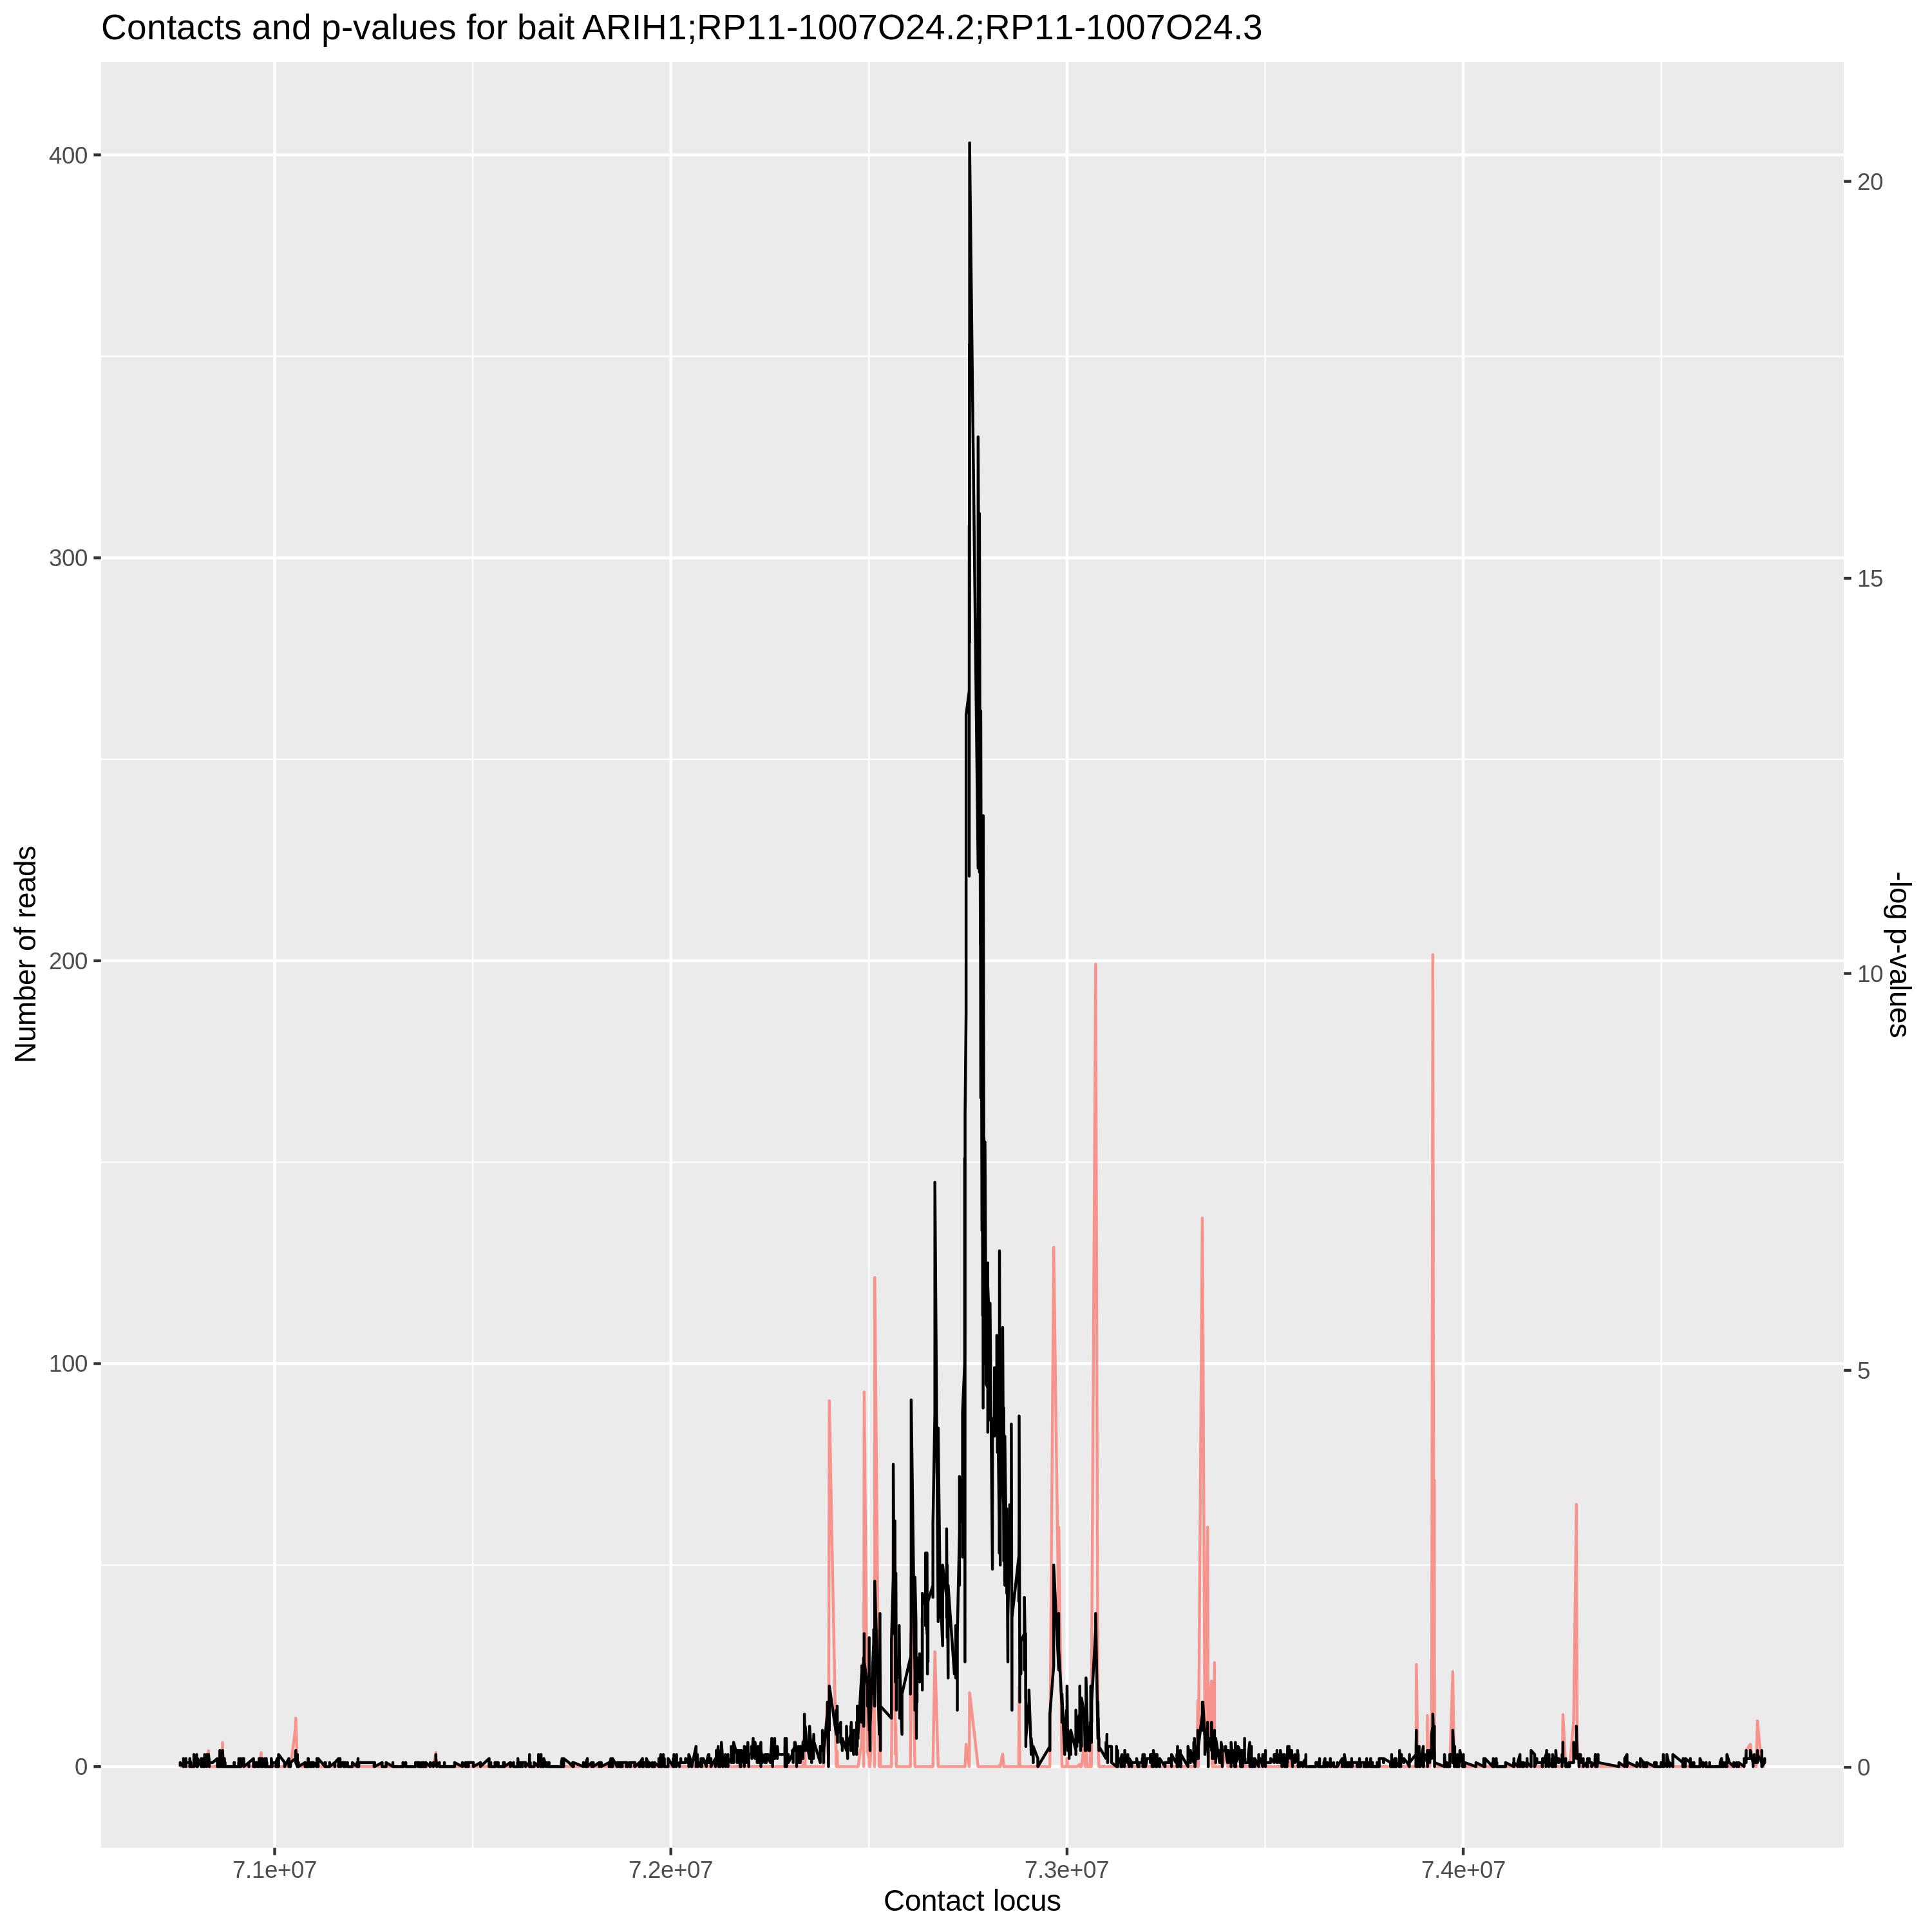 Contacts and p-values for bait ARIH1;RP11-1007O24.2;RP11-1007O24.3
400
300
200
100
0
Number of reads
20
15
10
5
0
-log p-values
7.1e+07
7.2e+07
7.3e+07
7.4e+07
Contact locus